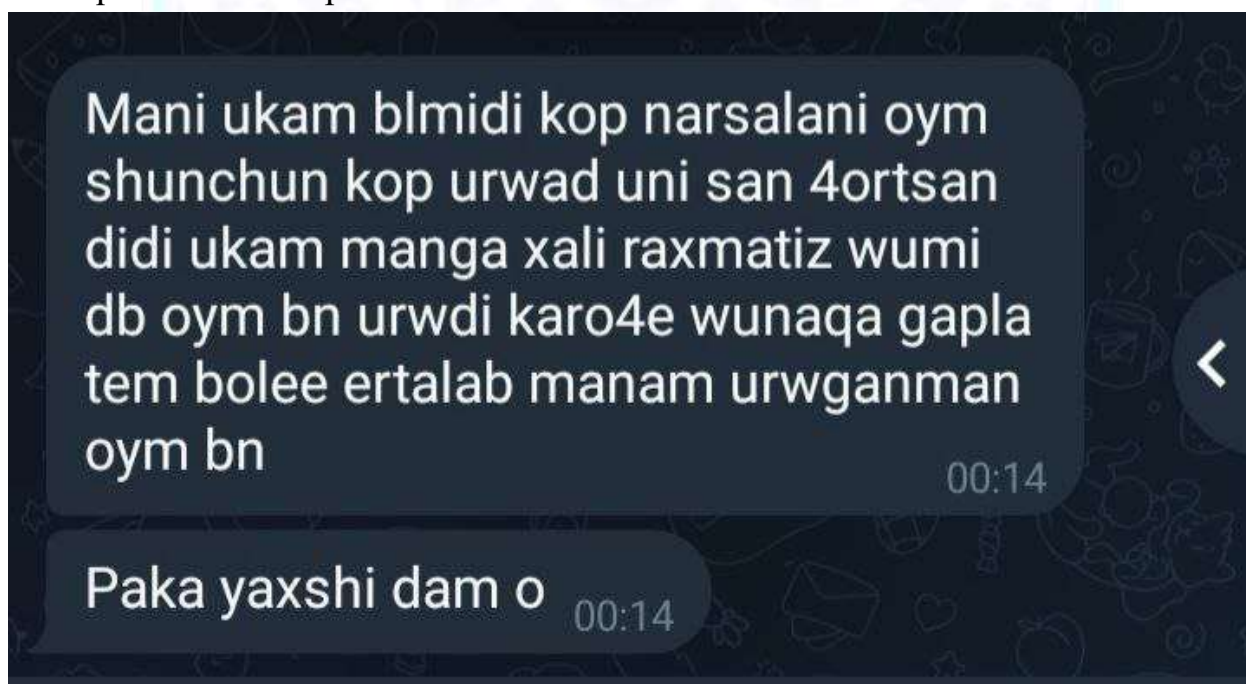 Mani ukam blmidi kop narsalani oym
shunchun kop urwad uni san 4ortsan
didi ukam manga xali raxmatiz wumi
db oym bn urwdi karo4e wunaqa gapla
tem bolee ertalab manam urwganman
oym bn
00:14
Paka yaxshi dam o 00:14